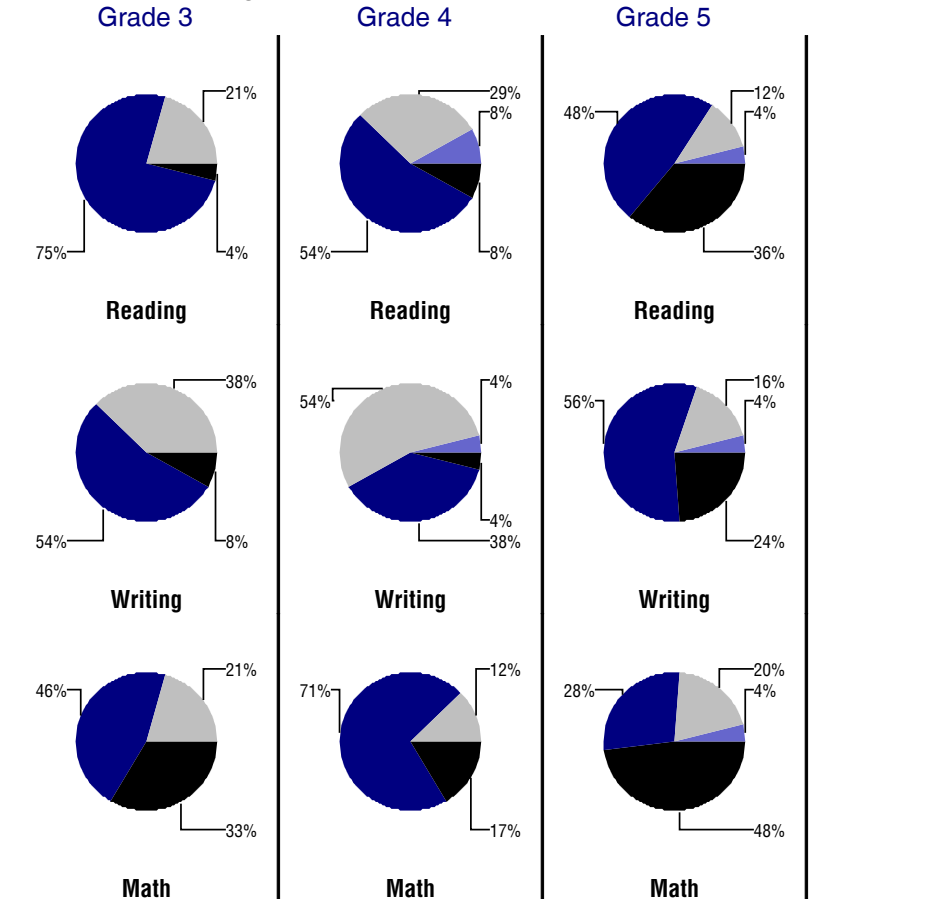 Grade 3 Grade 4 Grade 5
21% 29% 12%
8% 48% 4%
75% 4% 54% 8% 36%
Reading Reading Reading
38% 4% 16%
54% 56% 4%
4%
54% 8% 38% 24%
Writing Writing Writing
21% 12% 20%
46% 71% 28% 4%
33% 17% 48%
Math Math Math